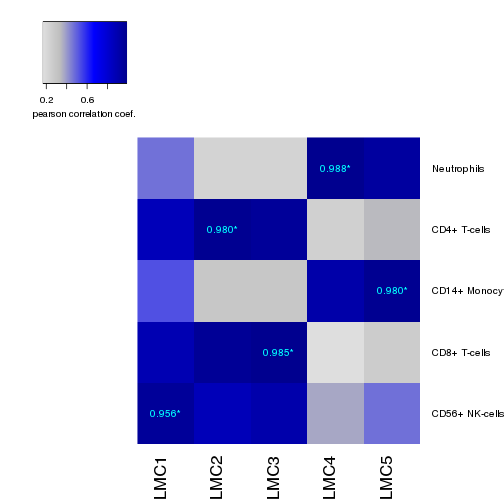 0.2 0.6
pearson correlation coef.
0.988* Neutrophils
0.980* CD4+ T-cells
0.980* CD14+ Monocy
0.985* CD8+ T-cells
0.956* CD56+ NK-cells
LMC1 LMC2 LMC3 LMC4 LMC5